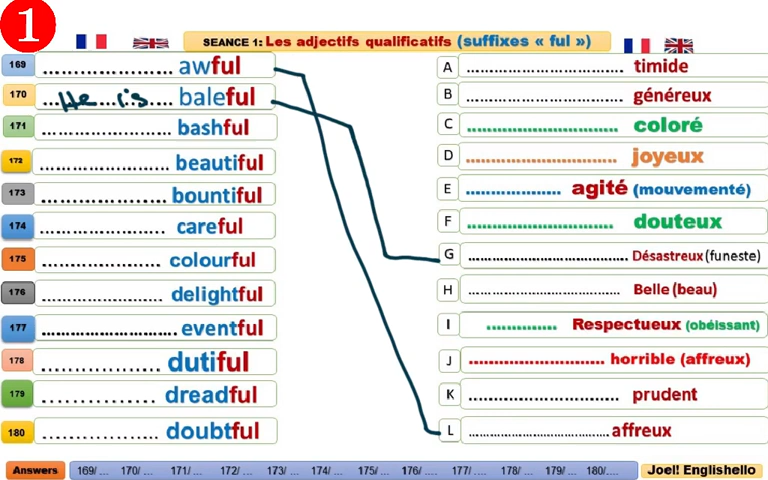 1
SEANCE 1: Les adjectifs qualificatifs (suffixes « ful »)
169 ...................... awful
170 ...He...is.... baleful
171 ...................... bashful
172 ...................... beautiful
173 ...................... bountiful
174 ...................... careful
175 ...................... colourful
176 ...................... delightful
177 ...................... eventful
178 ...................... dutiful
179 ...................... dreadful
180 ...................... doubtful
A ............................ timide
B ............................ généreux
C ............................ coloré
D ............................ joyeux
E .................... agité (mouvementé)
F ............................ douteux
G ............................ Désastreux (funeste)
H ............................ Belle (beau)
I .............. Respectueux (obéissant)
J ............................ horrible (affreux)
K ............................ prudent
L ............................ affreux
Answers 169/ ... 170/ ... 171/ ... 172/ ... 173/ ... 174/ ... 175/ ... 176/ .... 177/ .... 178/ ... 179/ ... 180/.... Joel! Englishello